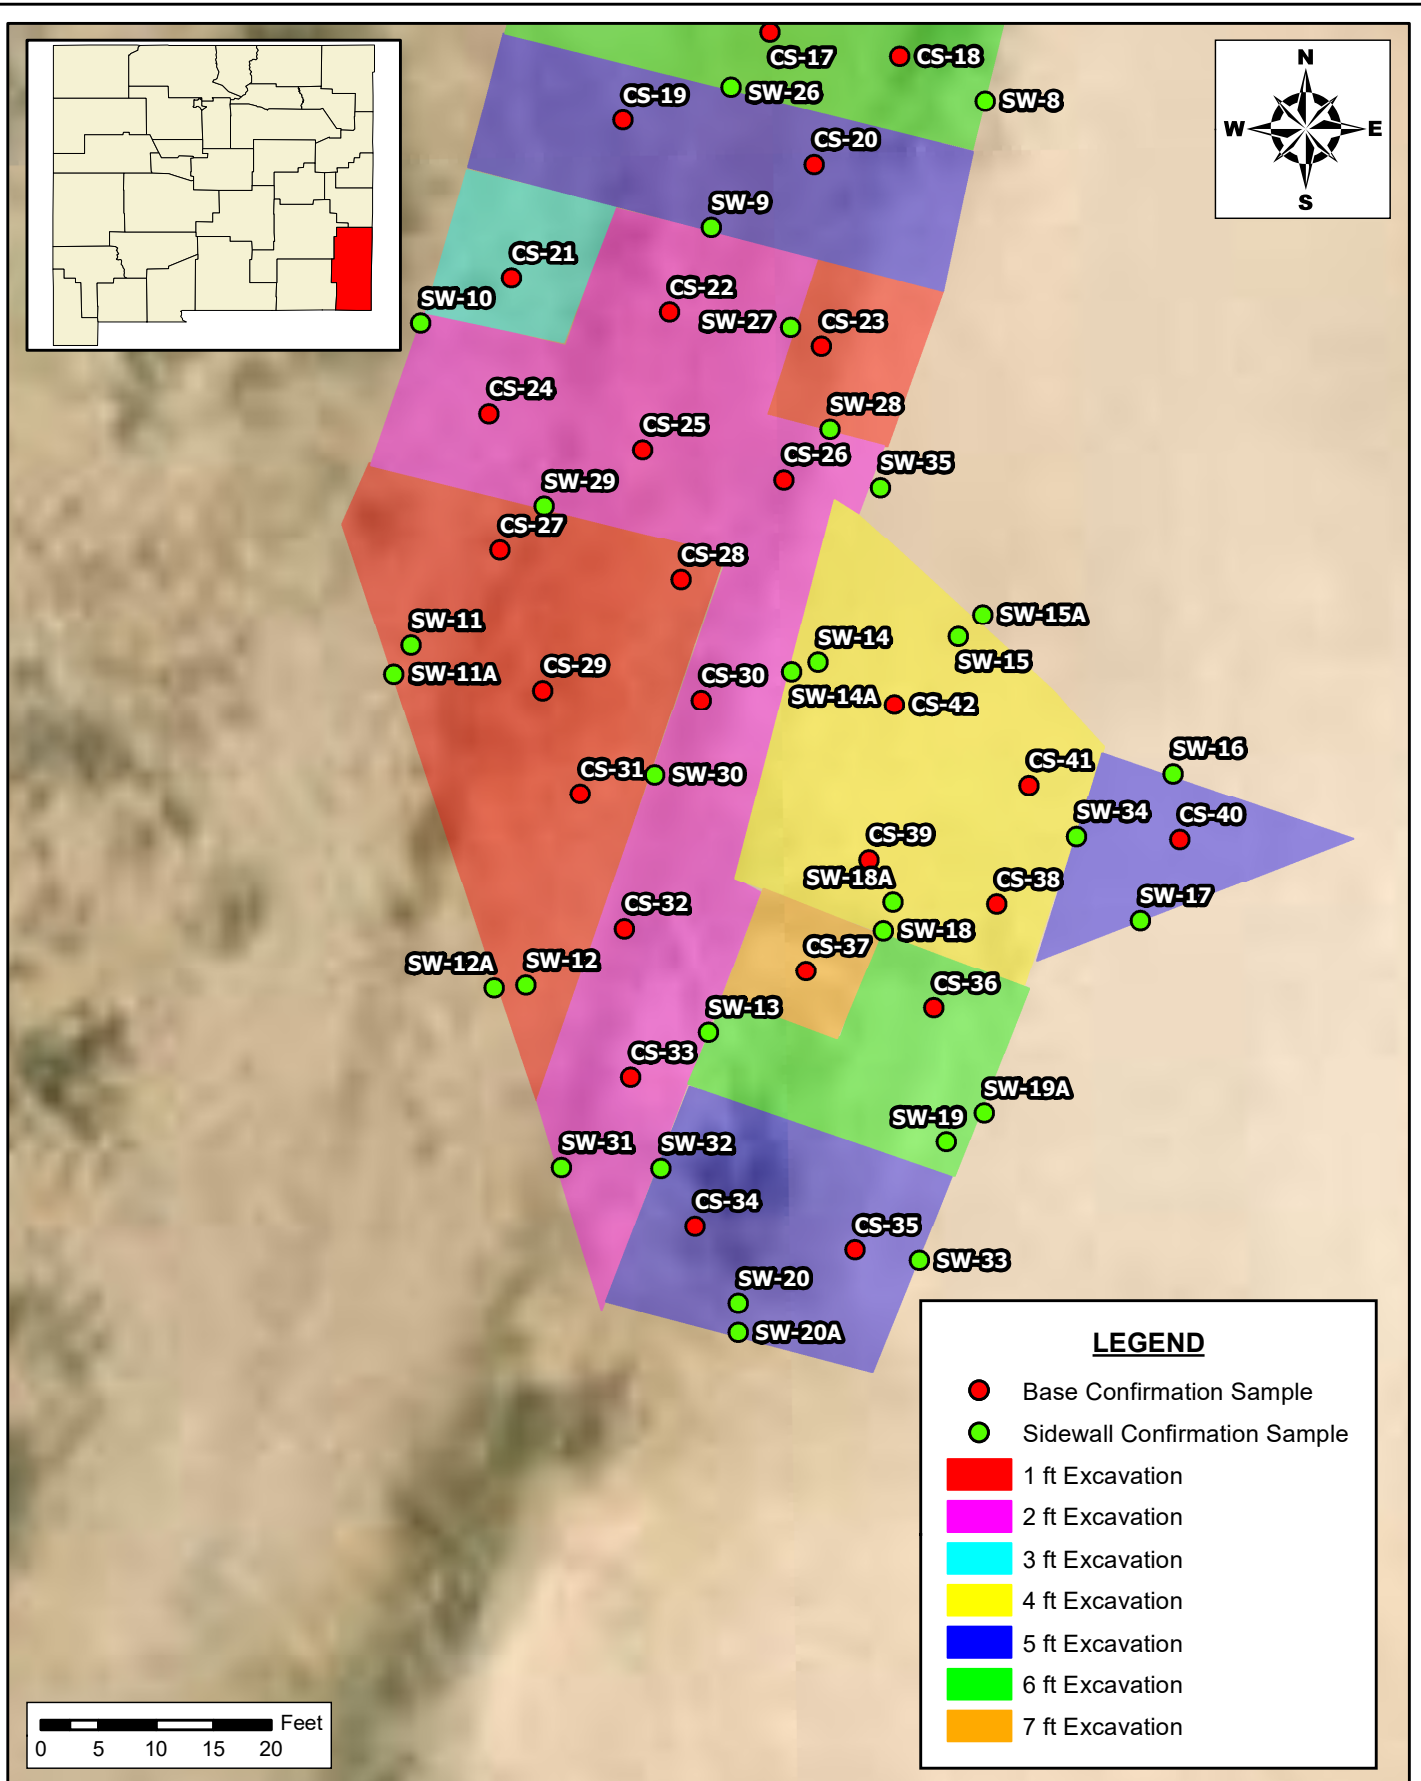 CS-17
CS-18
SW-26
SW-8
CS-19
CS-20
SW-9
N
W
E
S
CS-21
CS-22
SW-10
SW-27
CS-23
CS-24
SW-28
CS-25
CS-26
SW-35
SW-29
CS-27
CS-28
SW-11
SW-15A
SW-14
SW-15
SW-11A
CS-29
CS-30
SW-14A
CS-42
SW-16
CS-31
SW-30
CS-41
SW-34
CS-40
CS-39
SW-18A
CS-38
SW-17
CS-32
SW-18
SW-12A
SW-12
CS-37
CS-36
SW-13
CS-33
SW-19A
SW-19
SW-31
SW-32
CS-34
CS-35
SW-33
SW-20
SW-20A
LEGEND
Base Confirmation Sample
Sidewall Confirmation Sample
1 ft Excavation
2 ft Excavation
3 ft Excavation
4 ft Excavation
5 ft Excavation
6 ft Excavation
7 ft Excavation
Feet
0 5 10 15 20